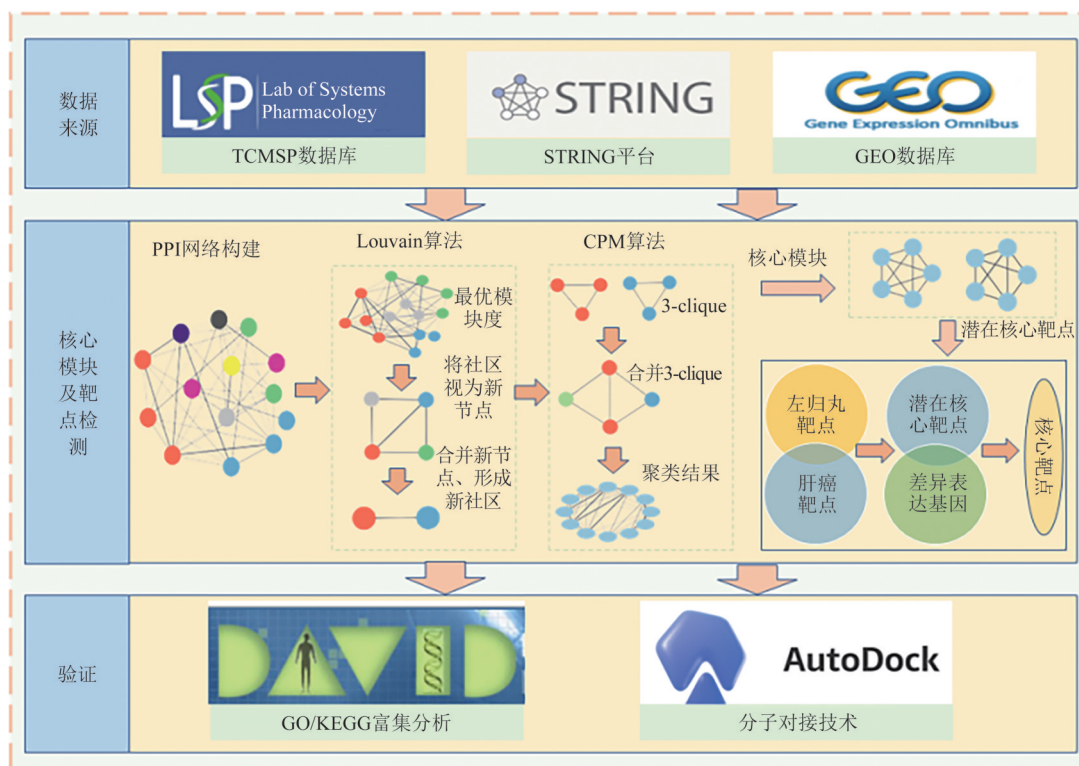 数据
来源
LSP Lab of Systems
Pharmacology
TCMSP数据库
STRING
STRING平台
GEO
Gene Expression Omnibus
GEO数据库
核心
模块
及靶
点检
测
PPI网络构建
Louvain算法
最优模
块度
将社区
视为新
节点
合并新节
点、形成
新社区
CPM算法
3-clique
合并3-clique
聚类结果
核心模块
潜在核心靶点
左归丸
靶点
肝癌
靶点
潜在核
心靶点
差异表
达基因
核心靶点
验证
DAVID
GO/KEGG富集分析
AutoDock
分子对接技术